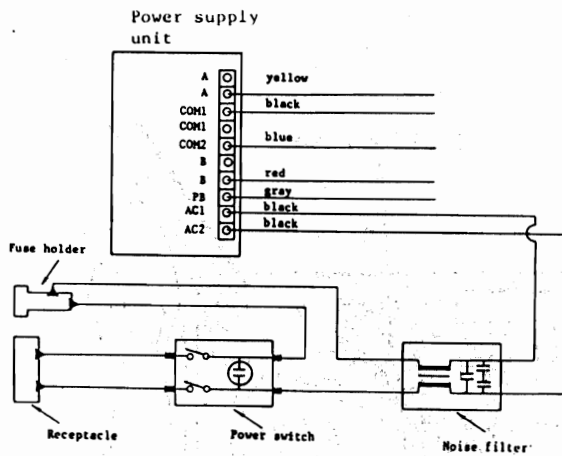 Power supply
unit
A
yellow
A
COM1
black
COM1
COM2
blue
B
B
red
PB
gray
AC1
black
AC2
black
Fuse holder
Receptacle
Power switch
Noise filter